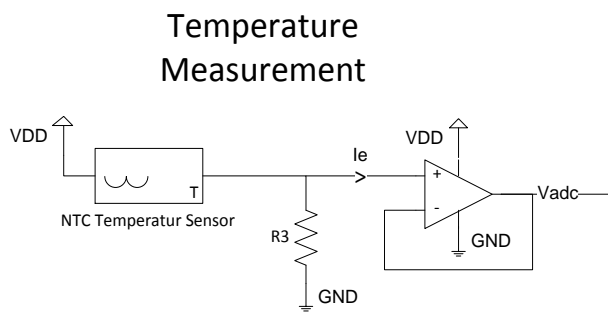 Temperature
Measurement
VDD
VDD
Ie
+
T
Vadc
-
NTC Temperatur Sensor
R3
GND
GND